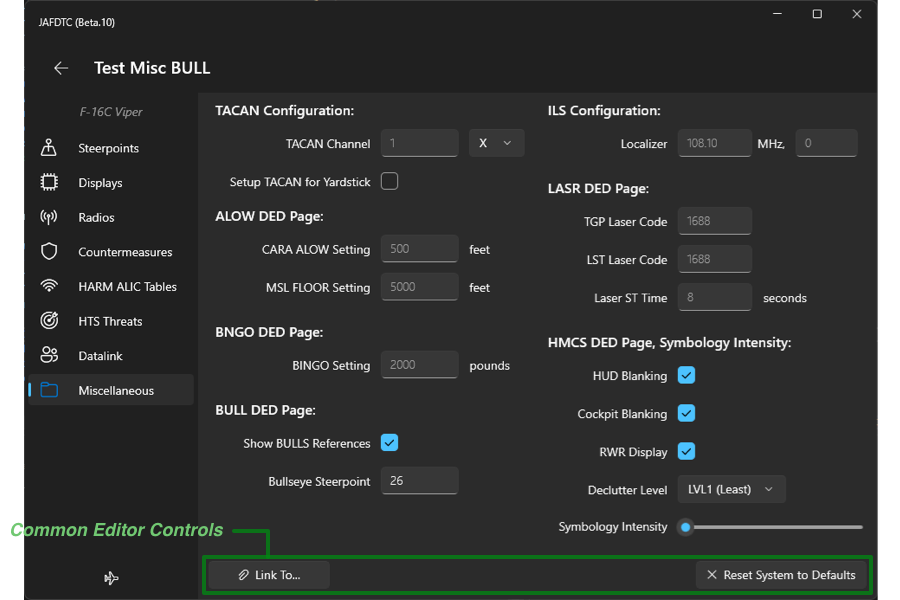 JAFDTC (Beta.10)
Test Misc BULL
F-16C Viper
Steerpoints
Displays
Radios
Countermeasures
HARM ALIC Tables
HTS Threats
Datalink
Miscellaneous
TACAN Configuration:
TACAN Channel 1 X
Setup TACAN for Yardstick
ALOW DED Page:
CARA ALOW Setting 500 feet
MSL FLOOR Setting 5000 feet
BNGO DED Page:
BINGO Setting 2000 pounds
BULL DED Page:
Show BULLS References
Bullseye Steerpoint 26
ILS Configuration:
Localizer 108.10 MHz, 0
LASR DED Page:
TGP Laser Code 1688
LST Laser Code 1688
Laser ST Time 8 seconds
HMCS DED Page, Symbology Intensity:
HUD Blanking
Cockpit Blanking
RWR Display
Declutter Level LVL1 (Least)
Symbology Intensity
Common Editor Controls
Link To...
Reset System to Defaults